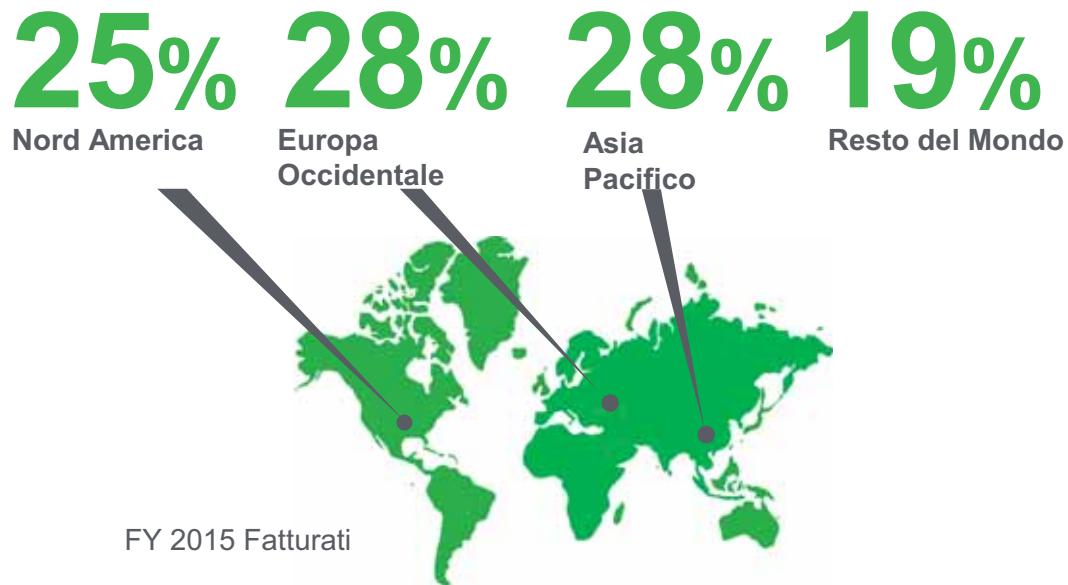 25%
Nord America
28%
Europa
Occidentale
28%
Asia
Pacifico
19%
Resto del Mondo
FY 2015 Fatturati